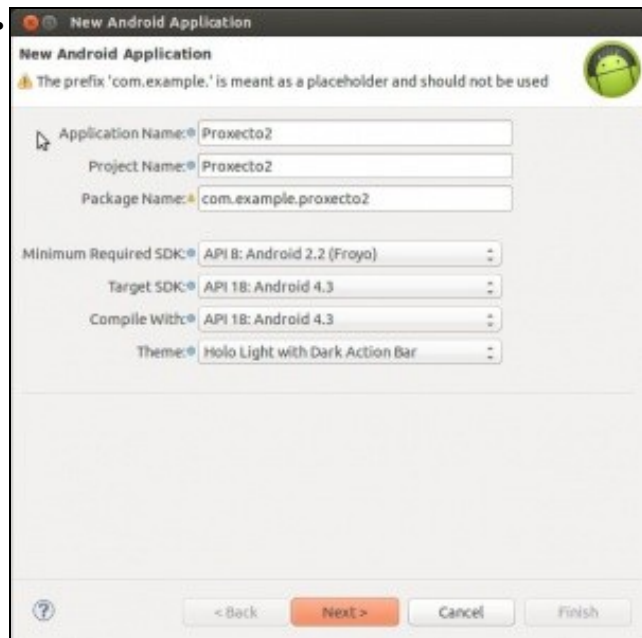 New Android Application
New Android Application
The prefix 'com.example.' is meant as a placeholder and should not be used
Application Name: Proxecto2
Project Name: Proxecto2
Package Name: com.example.proxecto2
Minimum Required SDK: API 8: Android 2.2 (Froyo)
Target SDK: API 18: Android 4.3
Compile With: API 18: Android 4.3
Theme: Holo Light with Dark Action Bar
? < Back Next > Cancel Finish